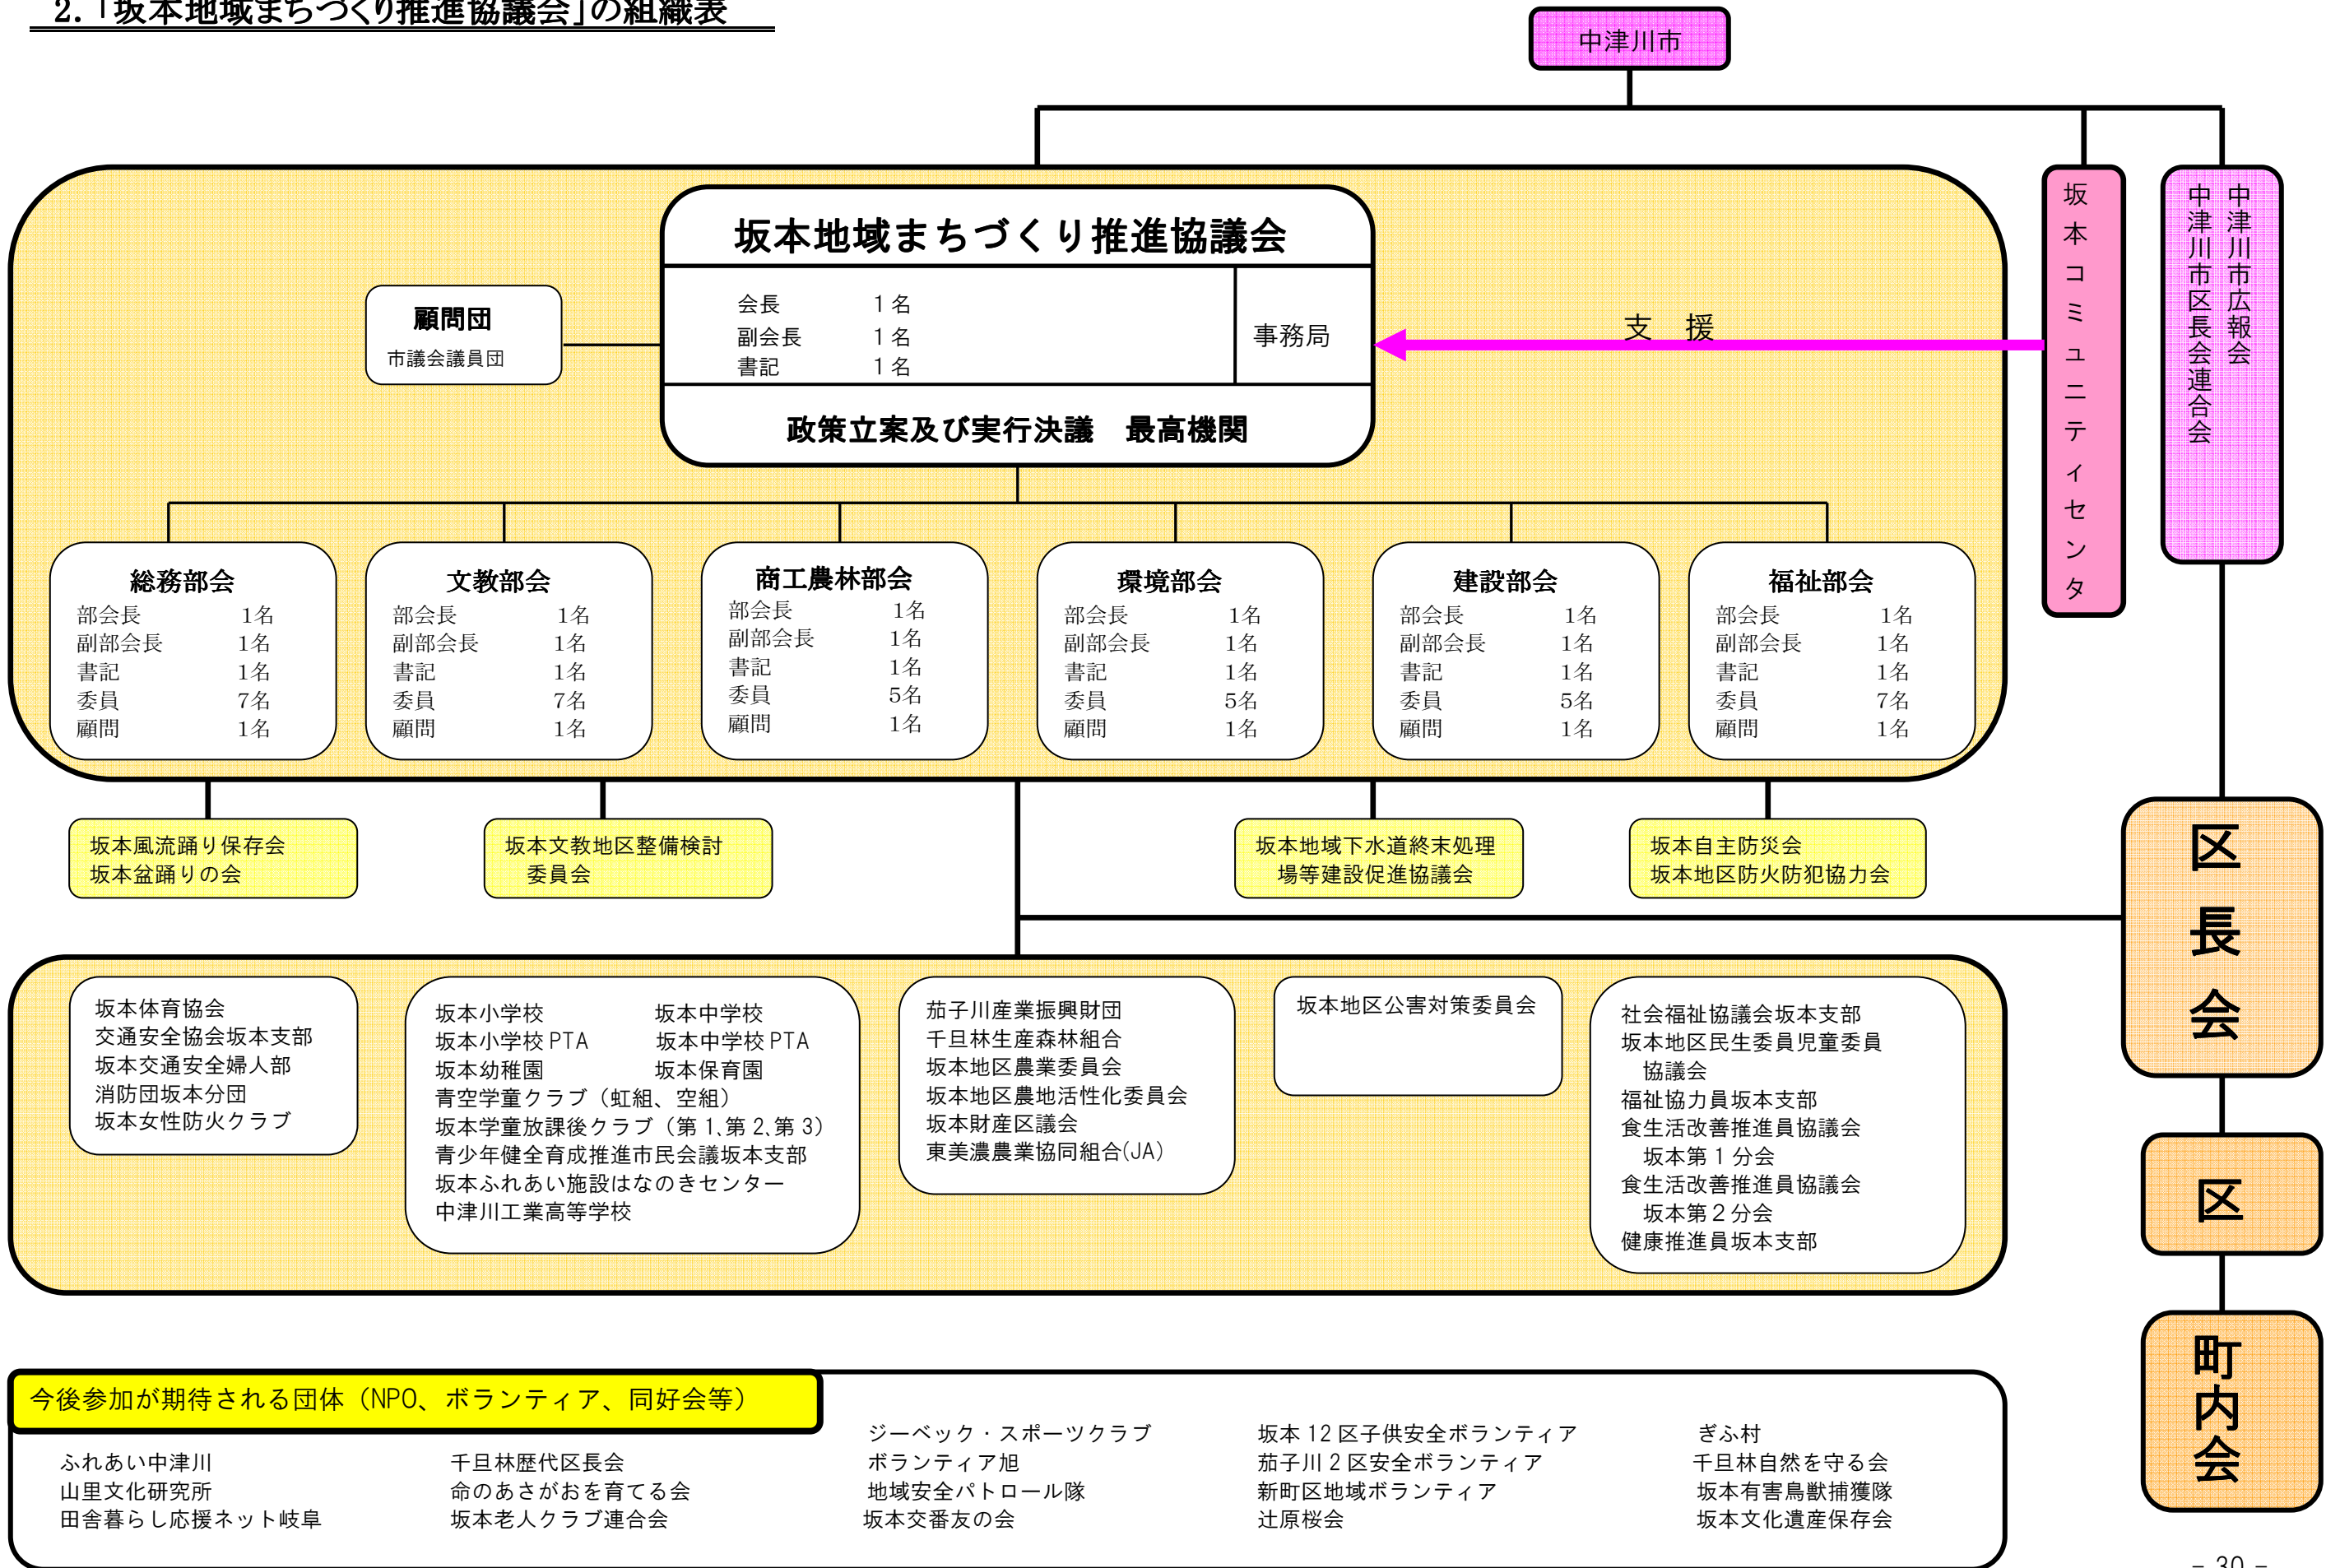 2.「坂本地域まちづくり推進協議会」の組織表
中津川市
坂本地域まちづくり推進協議会
会長 1名
副会長 1名
書記 1名
事務局
政策立案及び実行決議 最高機関
顧問団
市議会議員団
支 援
坂本コミュニティセンタ
中津川市広報会
中津川市区長会連合会
総務部会
部会長 1名
副部会長 1名
書記 1名
委員 7名
顧問 1名
文教部会
部会長 1名
副部会長 1名
書記 1名
委員 7名
顧問 1名
商工農林部会
部会長 1名
副部会長 1名
書記 1名
委員 5名
顧問 1名
環境部会
部会長 1名
副部会長 1名
書記 1名
委員 5名
顧問 1名
建設部会
部会長 1名
副部会長 1名
書記 1名
委員 5名
顧問 1名
福祉部会
部会長 1名
副部会長 1名
書記 1名
委員 7名
顧問 1名
坂本風流踊り保存会
坂本盆踊りの会
坂本文教地区整備検討
委員会
坂本地域下水道終末処理
場等建設促進協議会
坂本自主防災会
坂本地区防火防犯協力会
区長会
区
町内会
坂本体育協会
交通安全協会坂本支部
坂本交通安全婦人部
消防団坂本分団
坂本女性防火クラブ
坂本小学校 坂本中学校
坂本小学校PTA 坂本中学校PTA
坂本幼稚園 坂本保育園
青空学童クラブ（虹組、空組）
坂本学童放課後クラブ（第1、第2、第3）
青少年健全育成推進市民会議坂本支部
坂本ふれあい施設はなのきセンター
中津川工業高等学校
茄子川産業振興財団
千旦林生産森林組合
坂本地区農業委員会
坂本地区農地活性化委員会
坂本財産区議会
東美濃農業協同組合(JA)
坂本地区公害対策委員会
社会福祉協議会坂本支部
坂本地区民生委員児童委員
協議会
福祉協力員坂本支部
食生活改善推進員協議会
坂本第1分会
食生活改善推進員協議会
坂本第2分会
健康推進員坂本支部
今後参加が期待される団体（NPO、ボランティア、同好会等）
ふれあい中津川
山里文化研究所
田舎暮らし応援ネット岐阜
千旦林歴代区長会
命のあさがおを育てる会
坂本老人クラブ連合会
ジーベック・スポーツクラブ
ボランティア旭
地域安全パトロール隊
坂本交番友の会
坂本12区子供安全ボランティア
茄子川2区安全ボランティア
新町区地域ボランティア
辻原桜会
ぎふ村
千旦林自然を守る会
坂本有害鳥獣捕獲隊
坂本文化遺産保存会
- 30 -